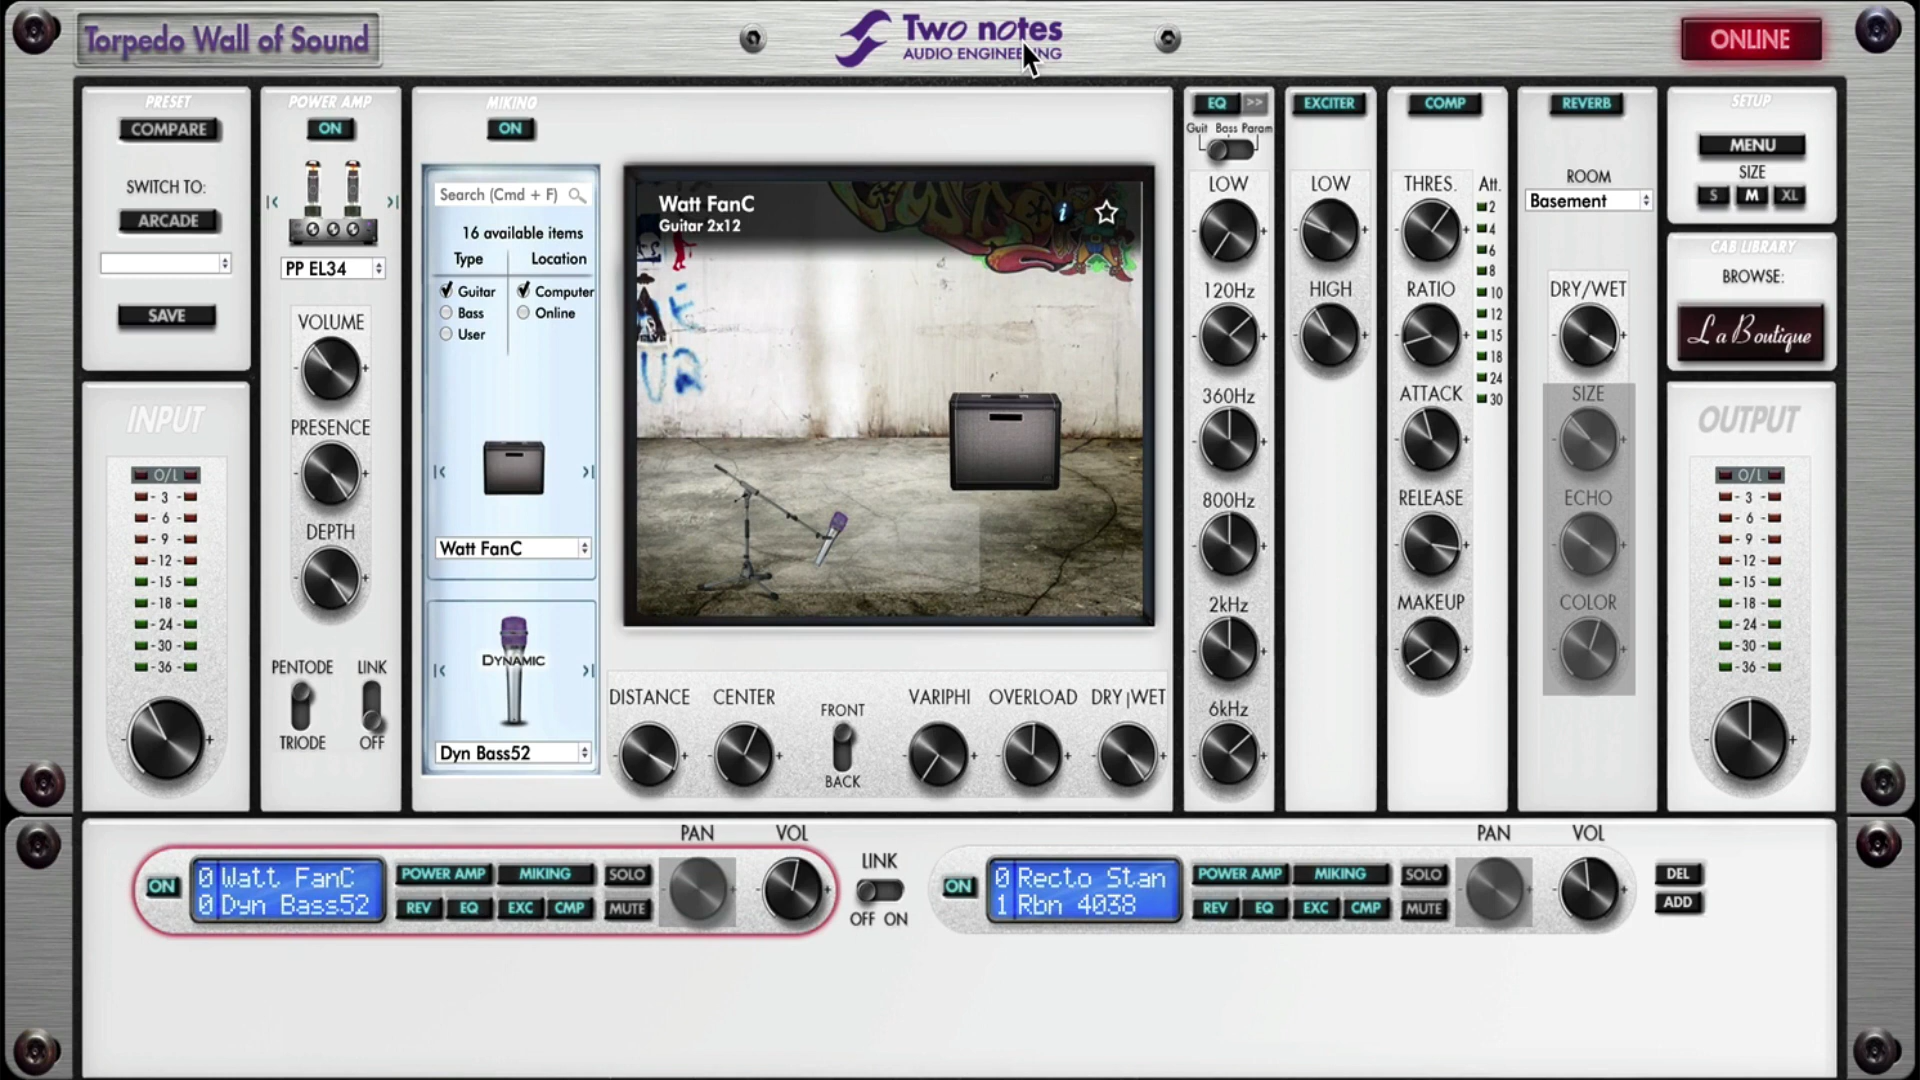 Torpedo Wall of Sound
Two notes
AUDIO ENGINEERING
ONLINE
PRESET
COMPARE
SWITCH TO:
ARCADE
SAVE
INPUT
O/L
- 3 -
- 6 -
- 9 -
- 12 -
- 15 -
- 18 -
- 24 -
- 30 -
- 36 -
- +
POWER AMP
ON
PP EL34
VOLUME
- +
PRESENCE
- +
DEPTH
- +
PENTODE LINK
TRIODE OFF
MIKING
ON
Search (Cmd + F)
16 available items
Type Location
Guitar Computer
Bass Online
User
Watt FanC
DYNAMIC
Dyn Bass52
Watt FanC
Guitar 2x12
i
DISTANCE CENTER FRONT BACK VARIPHI OVERLOAD DRY|WET
EQ >>
Guit Bass Param
LOW
120Hz
360Hz
800Hz
2kHz
6kHz
EXCITER
LOW
HIGH
COMP
THRES. Att.
2
4
6
8
10
12
15
18
24
30
RATIO
ATTACK
RELEASE
MAKEUP
REVERB
ROOM
Basement
DRY/WET
SIZE
ECHO
COLOR
SETUP
MENU
SIZE
S M XL
CAB LIBRARY
BROWSE:
La Boutique
OUTPUT
O/L
- 3 -
- 6 -
- 9 -
- 12 -
- 15 -
- 18 -
- 24 -
- 30 -
- 36 -
- +
PAN VOL
ON
0 Watt FanC
0 Dyn Bass52
POWER AMP MIKING SOLO
REV EQ EXC CMP MUTE
LINK
OFF ON
PAN VOL
ON
0 Recto Stan
1 Rbn 4038
POWER AMP MIKING SOLO
REV EQ EXC CMP MUTE
DEL
ADD